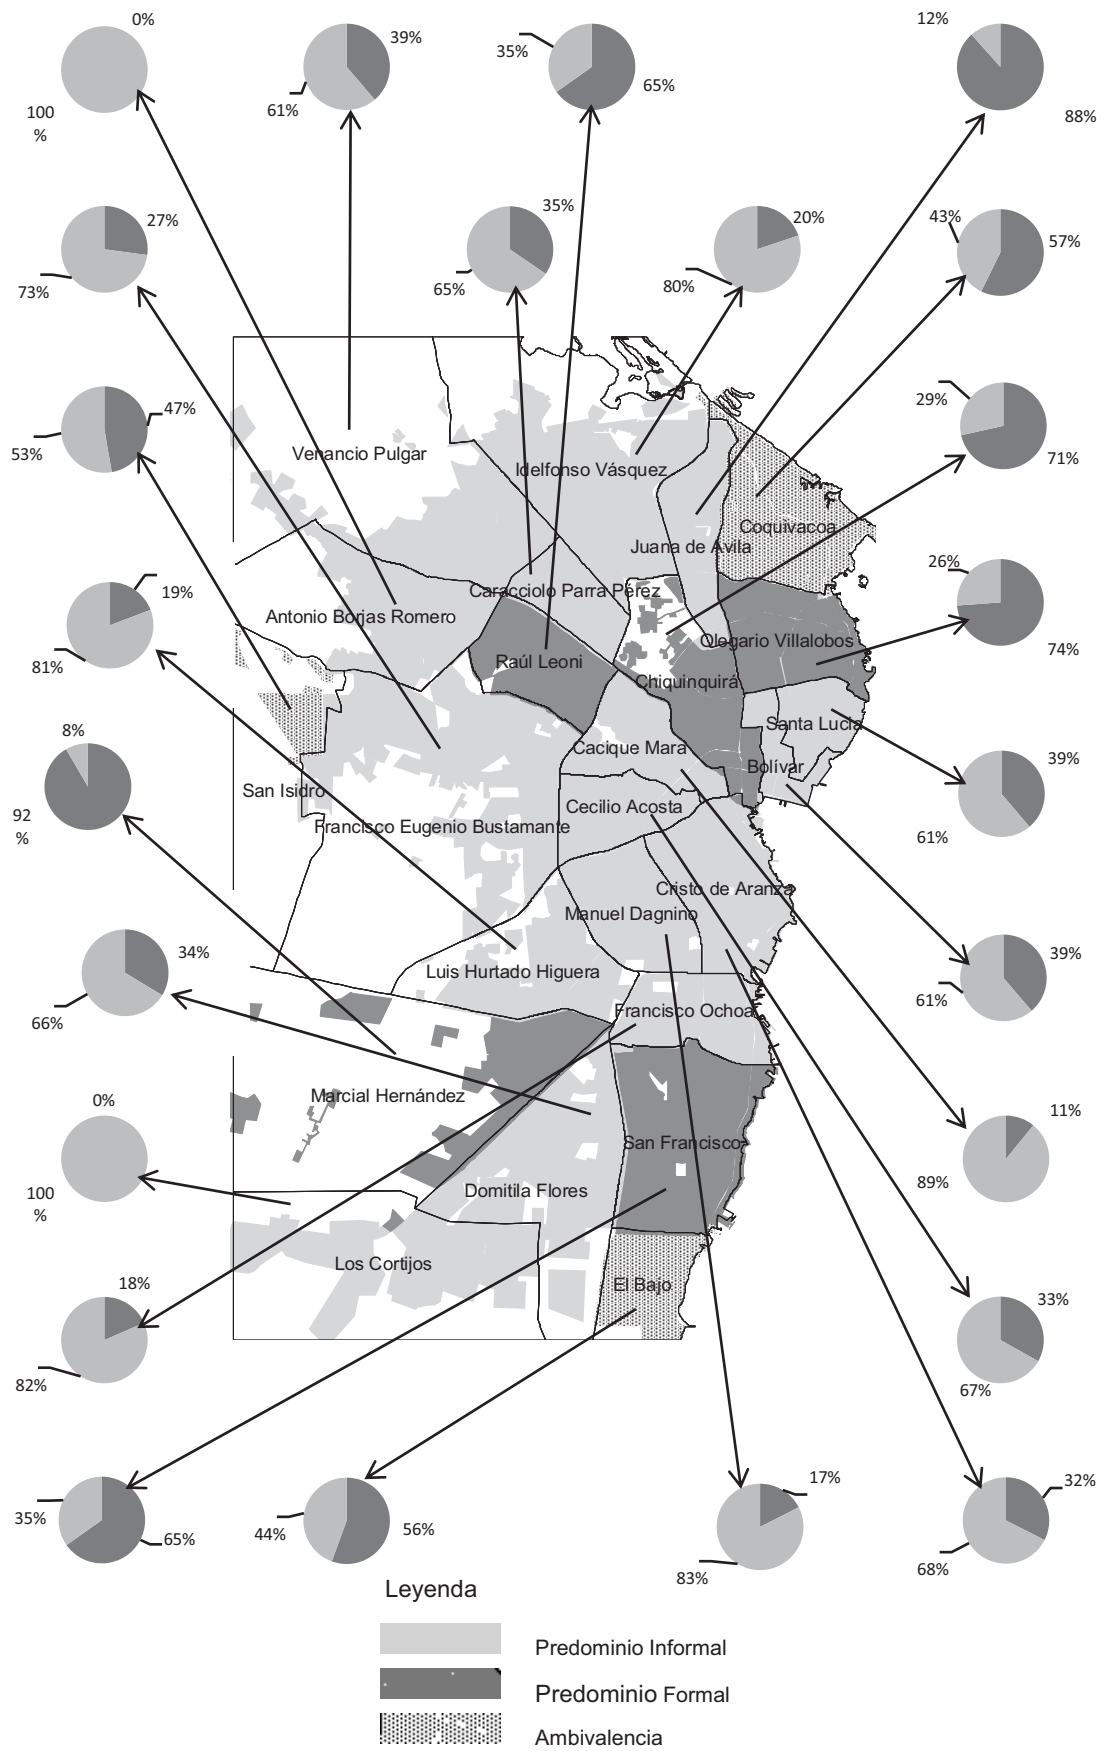 0%
12%
39%
35%
100
%
61%
65%
88%
27%
35%
20%
43%
57%
73%
65%
80%
47%
29%
53%
71%
Venancio Pulgar
Idelfonso Vásquez
Coquivacoa
Juana de Avila
26%
19%
Caracciolo Parra Pérez
Antonio Borjas Romero
Olegario Villalobos
74%
81%
Raúl Leoni
Chiquinquirá
Santa Lucía
8%
Cacique Mara
39%
Bolívar
San Isidro
92
%
Cecilio Acosta
Francisco Eugenio Bustamante
61%
Cristo de Aranza
Manuel Dagnino
34%
39%
Luis Hurtado Higuera
61%
66%
Francisco Ochoa
0%
Marcial Hernández
11%
San Francisco
89%
100
%
Domitila Flores
Los Cortijos
18%
El Bajo
33%
82%
67%
17%
32%
35%
65%
44%
56%
83%
68%
Leyenda
Predominio Informal
Predominio Formal
Ambivalencia